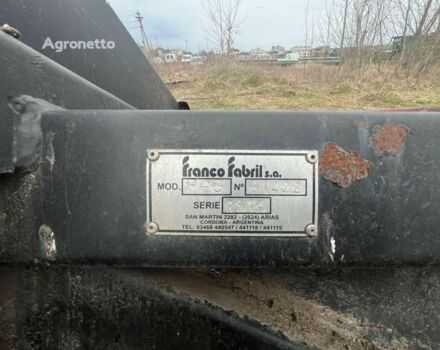 Agronetto
Franco Fabril s.a.
MOD. Nº
SERIE
SAN MARTIN 2282 - (2624) ARIAS
CORDOBA - ARGENTINA
TEL: 03468 440547 / 441118 / 441119